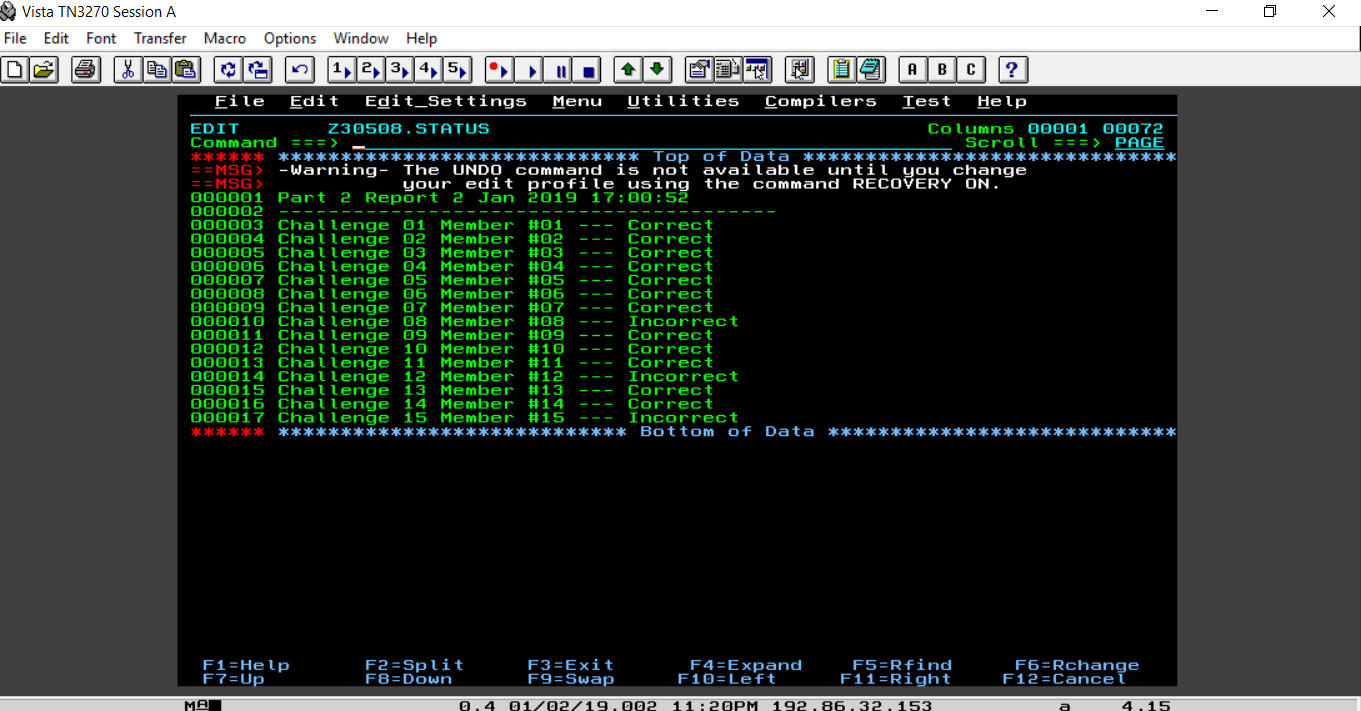 Vista TN3270 Session A
File Edit Font Transfer Macro Options Window Help
1 2 3 4 5 A B C ?
File Edit Edit_Settings Menu Utilities Compilers Test Help
EDIT Z30508.STATUS Columns 00001 00072
Command ===> Scroll ===> PAGE
****** ***************************** Top of Data ******************************
==MSG> -Warning- The UNDO command is not available until you change
==MSG> your edit profile using the command RECOVERY ON.
000001 Part 2 Report 2 Jan 2019 17:00:52
000002 ----------------------------------------
000003 Challenge 01 Member #01 --- Correct
000004 Challenge 02 Member #02 --- Correct
000005 Challenge 03 Member #03 --- Correct
000006 Challenge 04 Member #04 --- Correct
000007 Challenge 05 Member #05 --- Correct
000008 Challenge 06 Member #06 --- Correct
000009 Challenge 07 Member #07 --- Correct
000010 Challenge 08 Member #08 --- Incorrect
000011 Challenge 09 Member #09 --- Correct
000012 Challenge 10 Member #10 --- Correct
000013 Challenge 11 Member #11 --- Correct
000014 Challenge 12 Member #12 --- Incorrect
000015 Challenge 13 Member #13 --- Correct
000016 Challenge 14 Member #14 --- Correct
000017 Challenge 15 Member #15 --- Incorrect
****** **************************** Bottom of Data ****************************
F1=Help F2=Split F3=Exit F4=Expand F5=Rfind F6=Rchange
F7=Up F8=Down F9=Swap F10=Left F11=Right F12=Cancel
MA 0.4 01/02/19.002 11:20PM 192.86.32.153 a 4.15